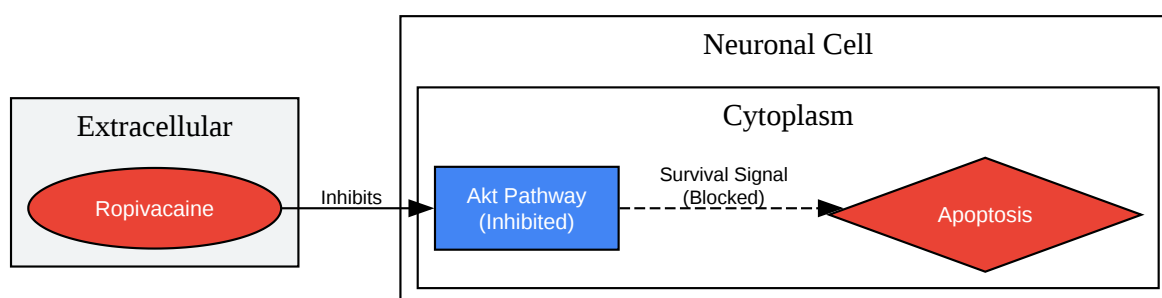 Neuronal Cell
Extracellular
Cytoplasm
Ropivacaine
Inhibits
Akt Pathway
(Inhibited)
Survival Signal
(Blocked)
Apoptosis